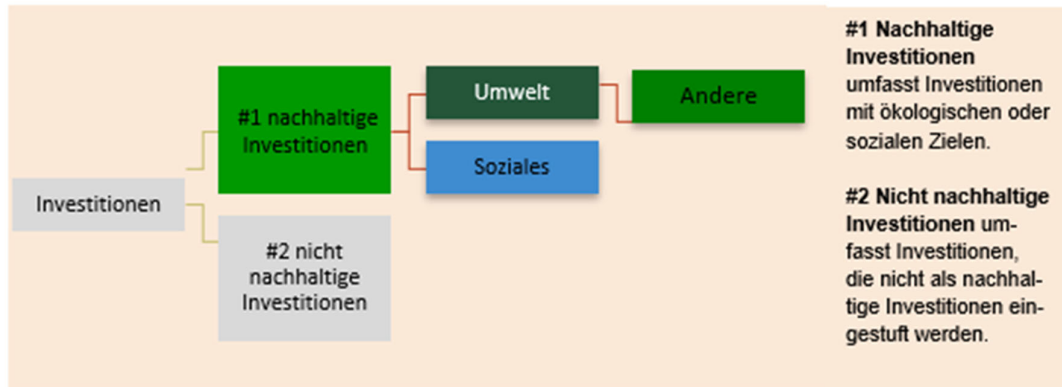 Investitionen
#1 nachhaltige
Investitionen
#2 nicht
nachhaltige
Investitionen
Umwelt
Soziales
Andere
#1 Nachhaltige
Investitionen
umfasst Investitionen
mit ökologischen oder
sozialen Zielen.
#2 Nicht nachhaltige
Investitionen um-
fasst Investitionen,
die nicht als nachhal-
tige Investitionen ein-
gestuft werden.